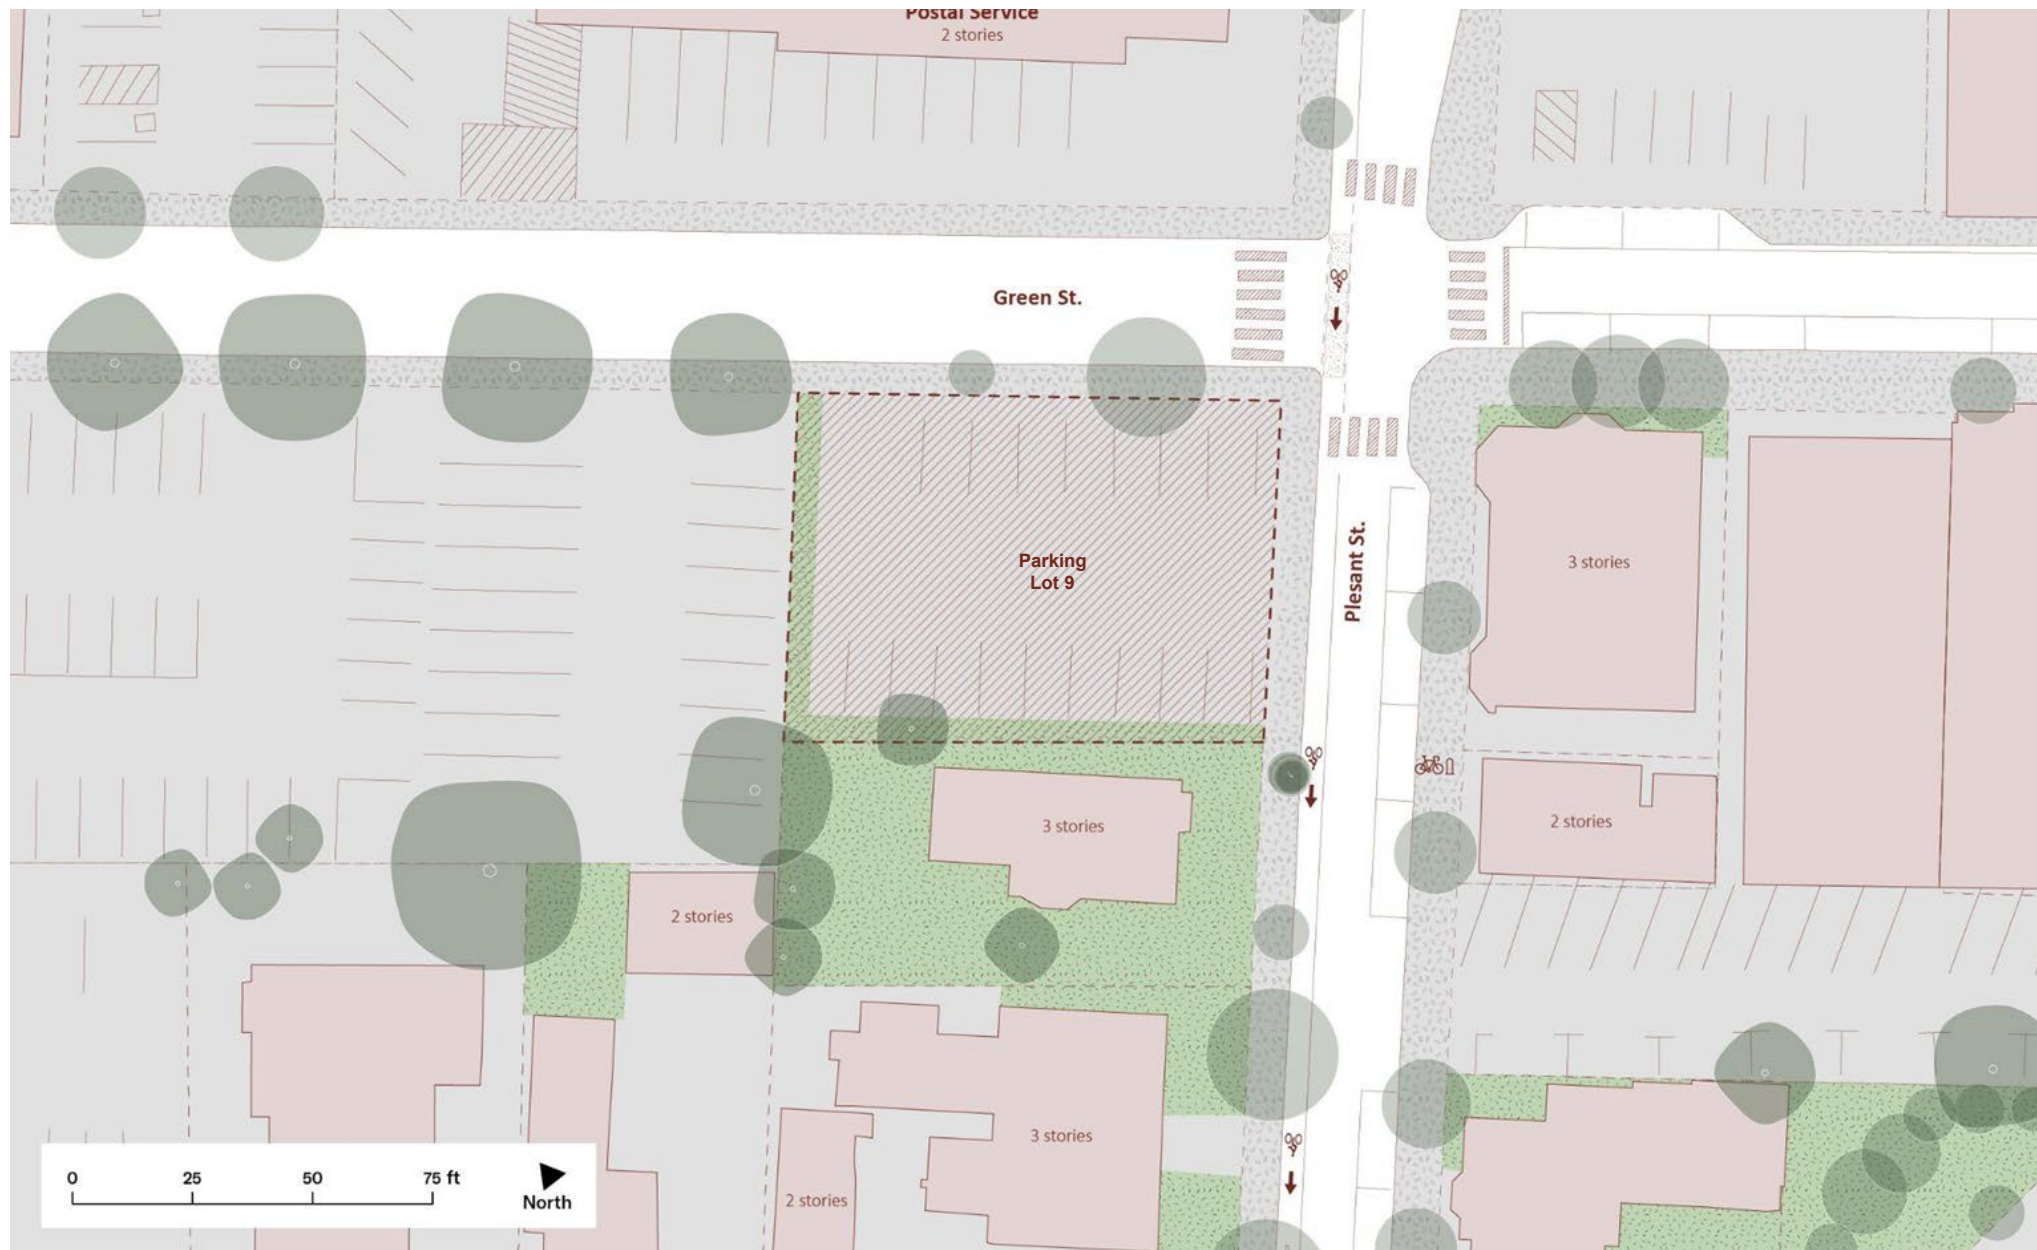 Postal Service
2 stories
Green St.
Parking
Lot 9
Plesant St.
3 stories
3 stories
2 stories
2 stories
3 stories
2 stories
0 25 50 75 ft
North